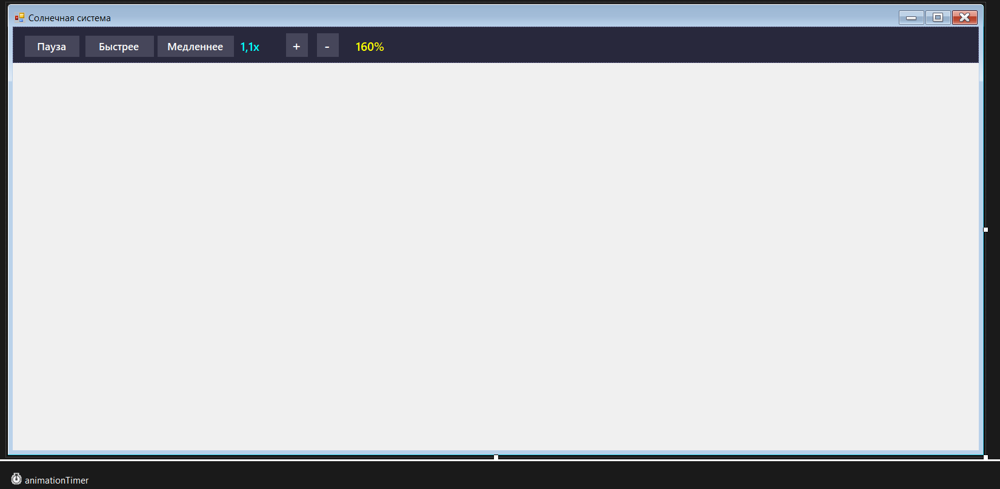 Солнечная система
Пауза Быстрее Медленнее 1,1x + - 160%
animationTimer